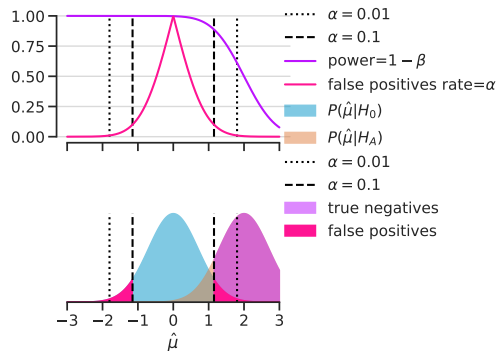 1.00
0.75
0.50
0.25
0.00
α = 0.01
α = 0.1
power=1 − β
false positives rate=α
P(μ̂|H₀)
P(μ̂|H_A)
α = 0.01
α = 0.1
true negatives
false positives
−3 −2 −1 0 1 2 3
μ̂